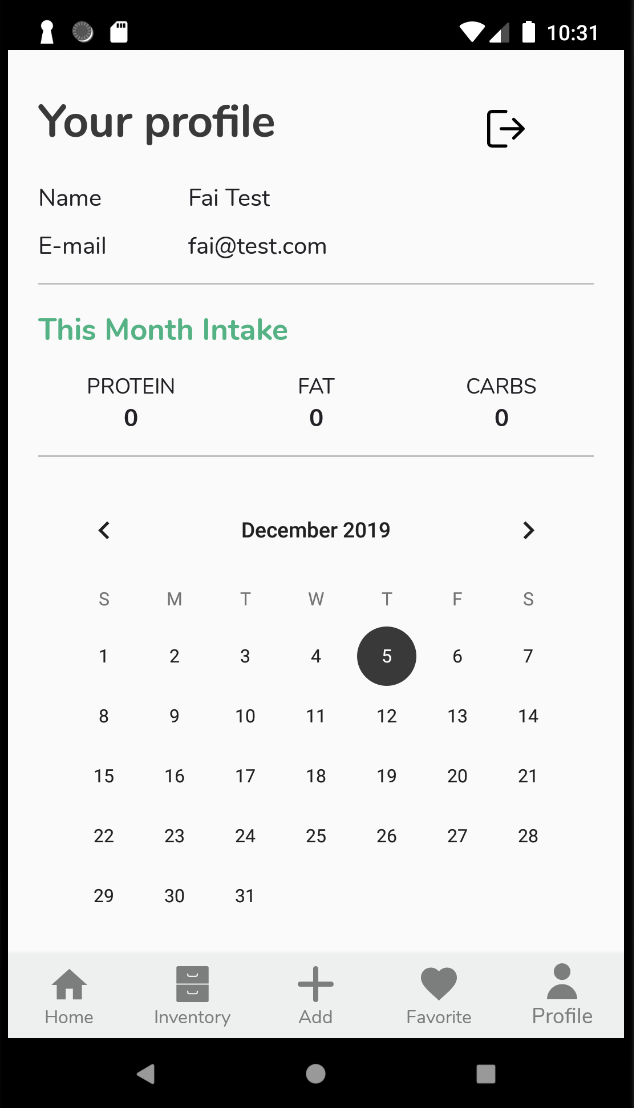 10:31
Your profile
Name Fai Test
E-mail fai@test.com
This Month Intake
PROTEIN FAT CARBS
0 0 0
December 2019
S M T W T F S
1 2 3 4 5 6 7
8 9 10 11 12 13 14
15 16 17 18 19 20 21
22 23 24 25 26 27 28
29 30 31
Home Inventory Add Favorite Profile